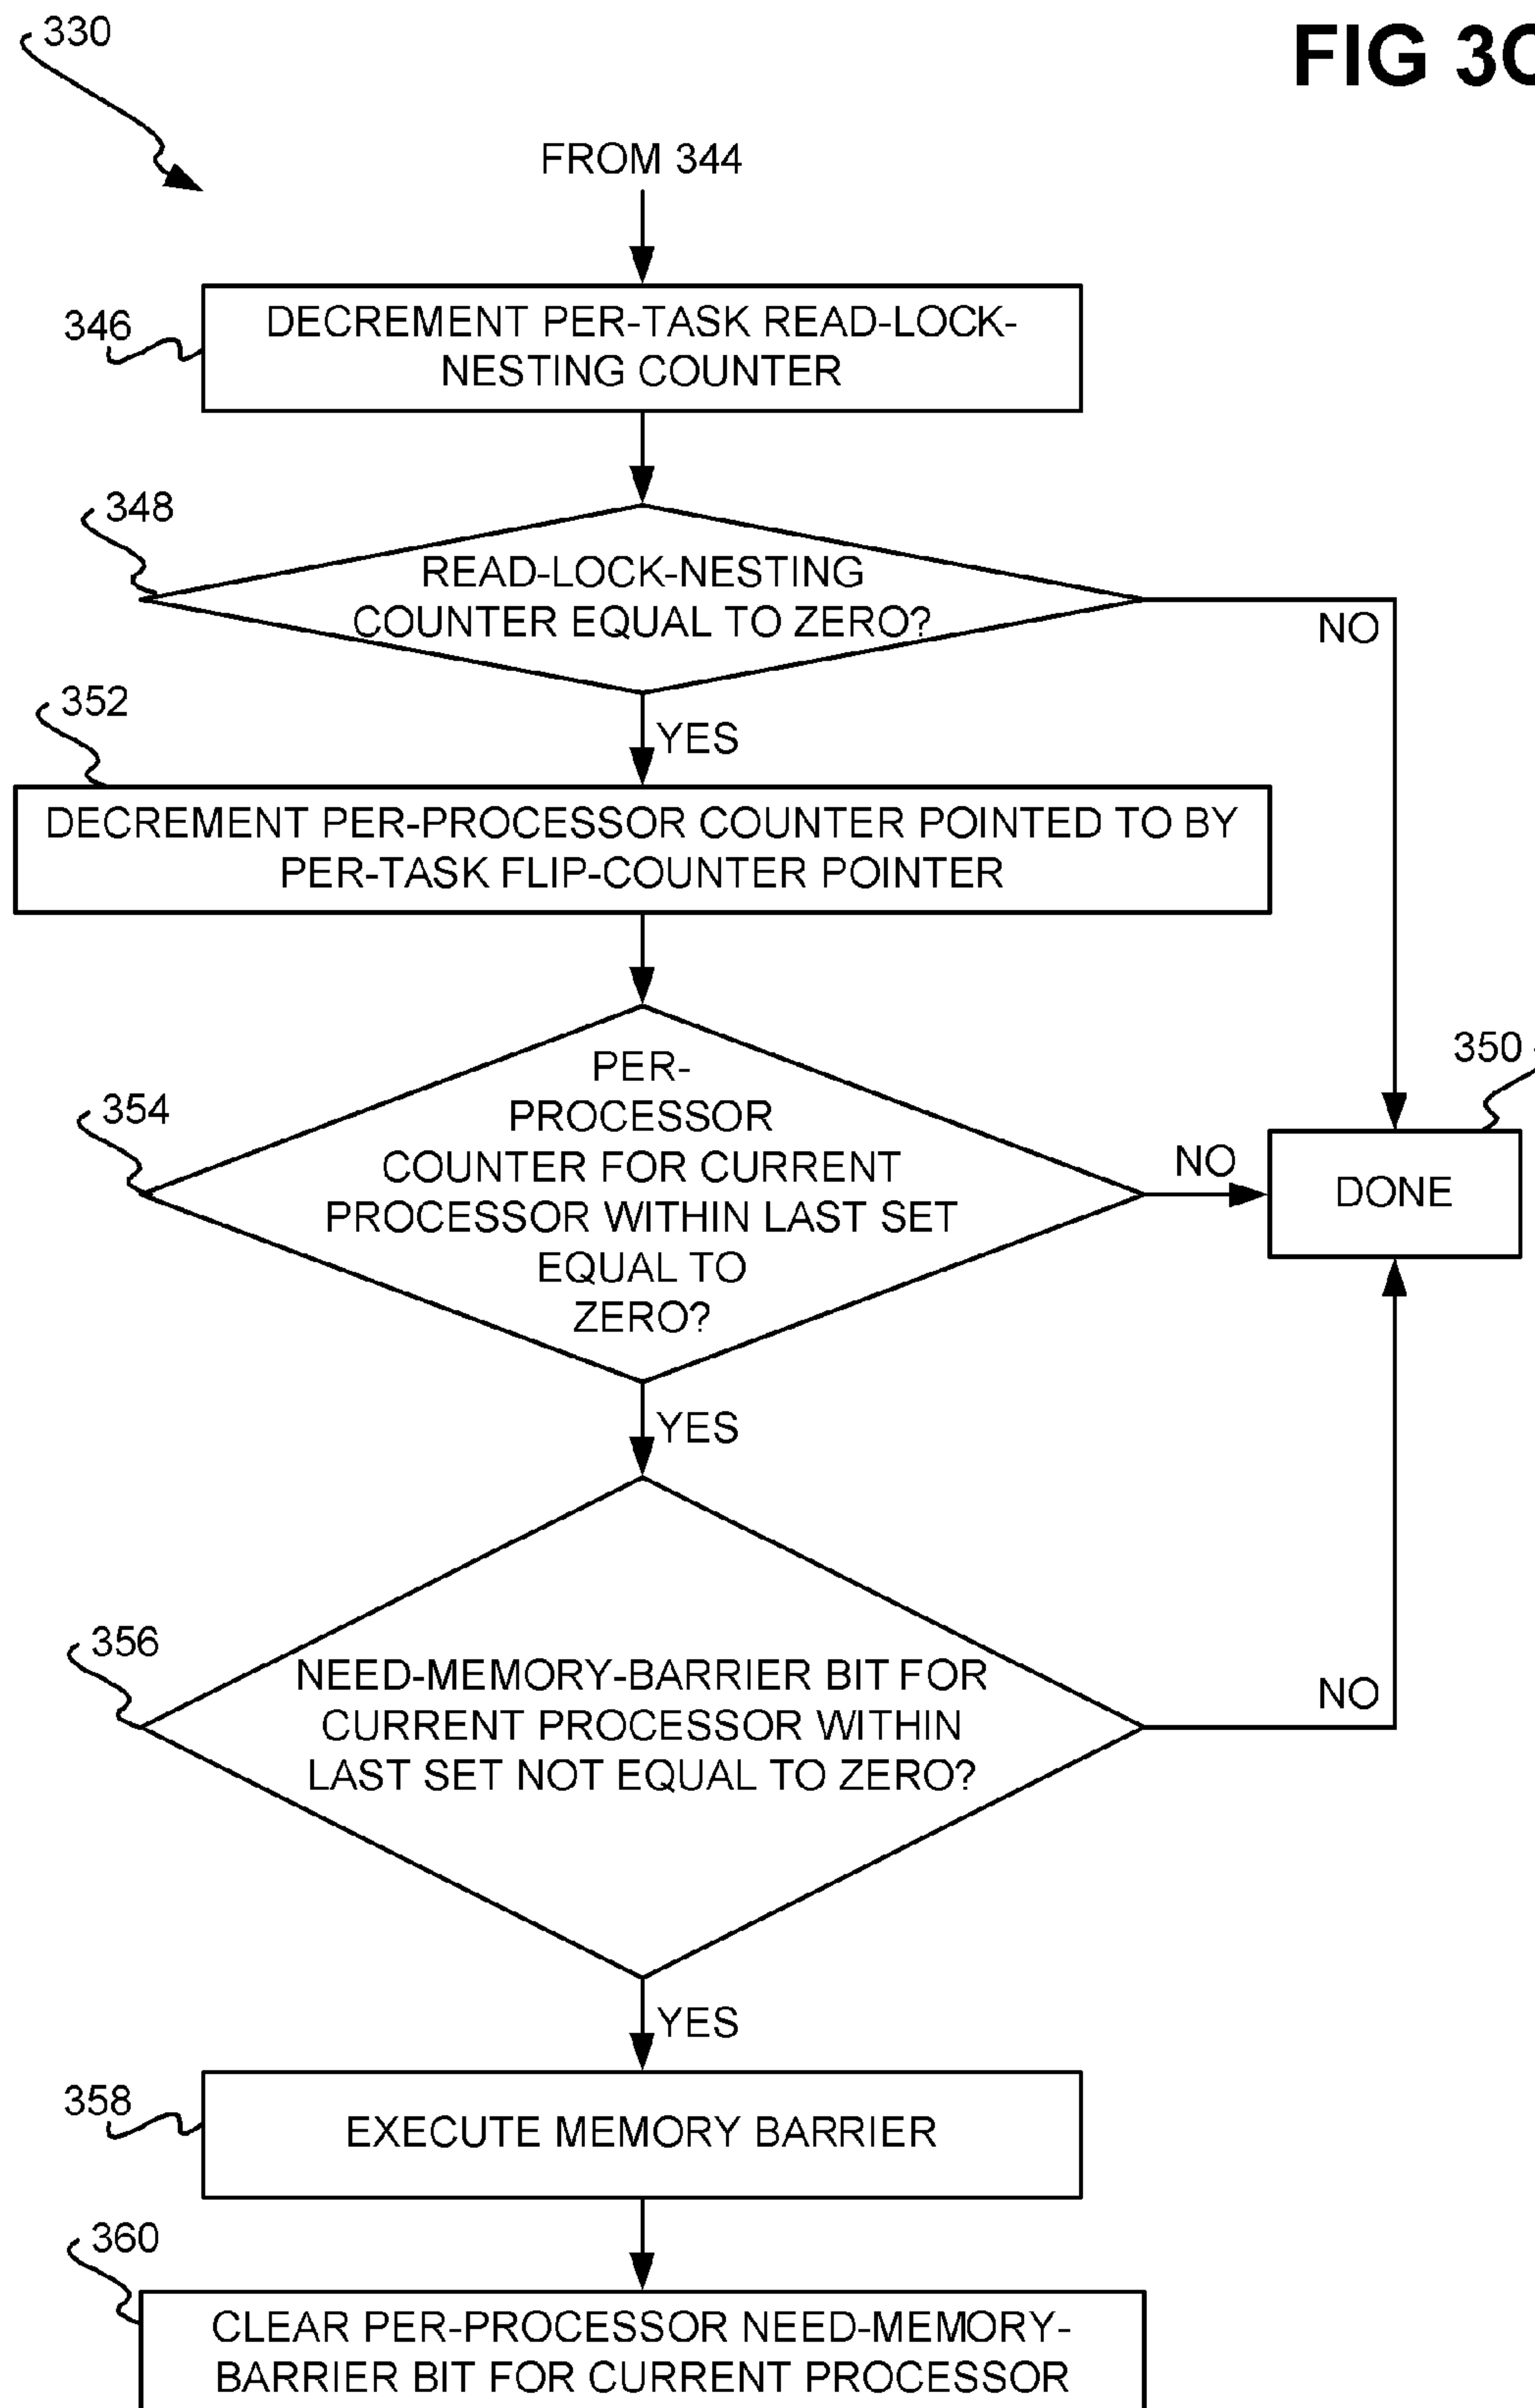 330
FIG 3C
FROM 344
346
DECREMENT PER-TASK READ-LOCK-
NESTING COUNTER
348
READ-LOCK-NESTING
COUNTER EQUAL TO ZERO?
NO
352
YES
DECREMENT PER-PROCESSOR COUNTER POINTED TO BY
PER-TASK FLIP-COUNTER POINTER
350
354
PER-
PROCESSOR
COUNTER FOR CURRENT
PROCESSOR WITHIN LAST SET
EQUAL TO
ZERO?
NO
DONE
YES
356
NEED-MEMORY-BARRIER BIT FOR
CURRENT PROCESSOR WITHIN
LAST SET NOT EQUAL TO ZERO?
NO
YES
358
EXECUTE MEMORY BARRIER
360
CLEAR PER-PROCESSOR NEED-MEMORY-
BARRIER BIT FOR CURRENT PROCESSOR